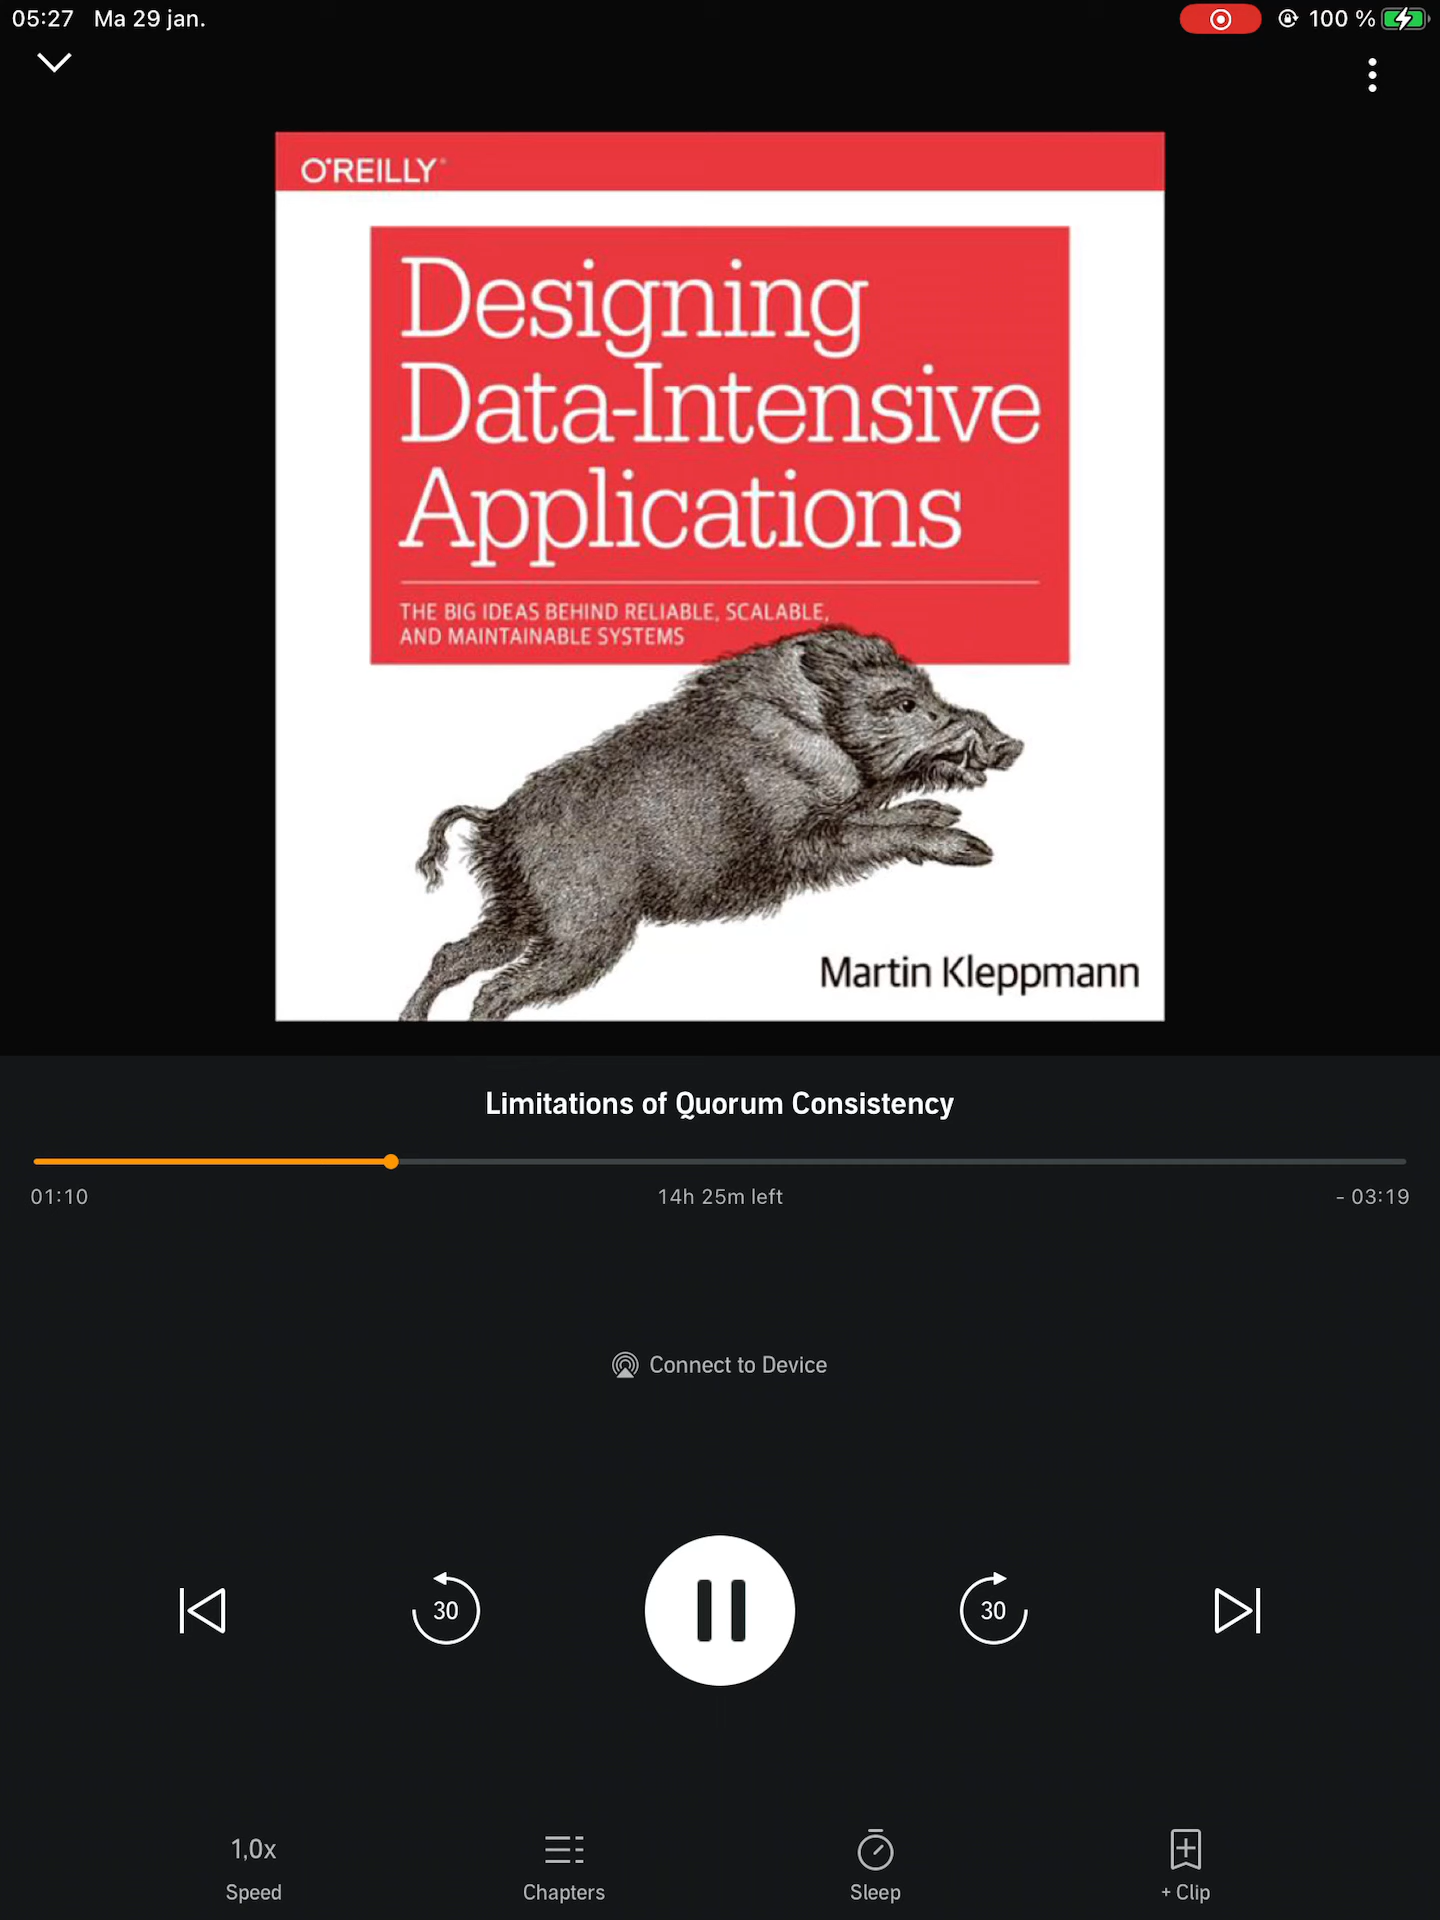 05:27 Ma 29 jan. 100 %
O'REILLY®
Designing
Data-Intensive
Applications
THE BIG IDEAS BEHIND RELIABLE, SCALABLE,
AND MAINTAINABLE SYSTEMS
Martin Kleppmann
Limitations of Quorum Consistency
01:10 14h 25m left - 03:19
Connect to Device
30 30
1,0x
Speed Chapters Sleep + Clip